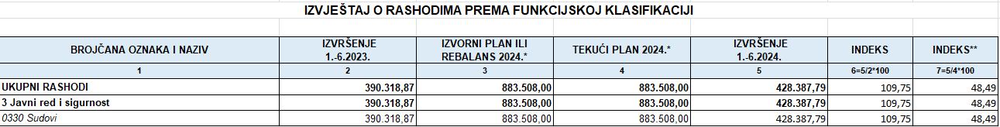 IZVJEŠTAJ O RASHODIMA PREMA FUNKCIJSKOJ KLASIFIKACIJI
BROJČANA OZNAKA I NAZIV IZVRŠENJE 1.-6.2023. IZVORNI PLAN ILI REBALANS 2024.* TEKUĆI PLAN 2024.* IZVRŠENJE 1.-6.2024. INDEKS INDEKS**
1 2 3 4 5 6=5/2*100 7=5/4*100
UKUPNI RASHODI 390.318,87 883.508,00 883.508,00 428.387,79 109,75 48,49
3 Javni red i sigurnost 390.318,87 883.508,00 883.508,00 428.387,79 109,75 48,49
0330 Sudovi 390.318,87 883.508,00 883.508,00 428.387,79 109,75 48,49